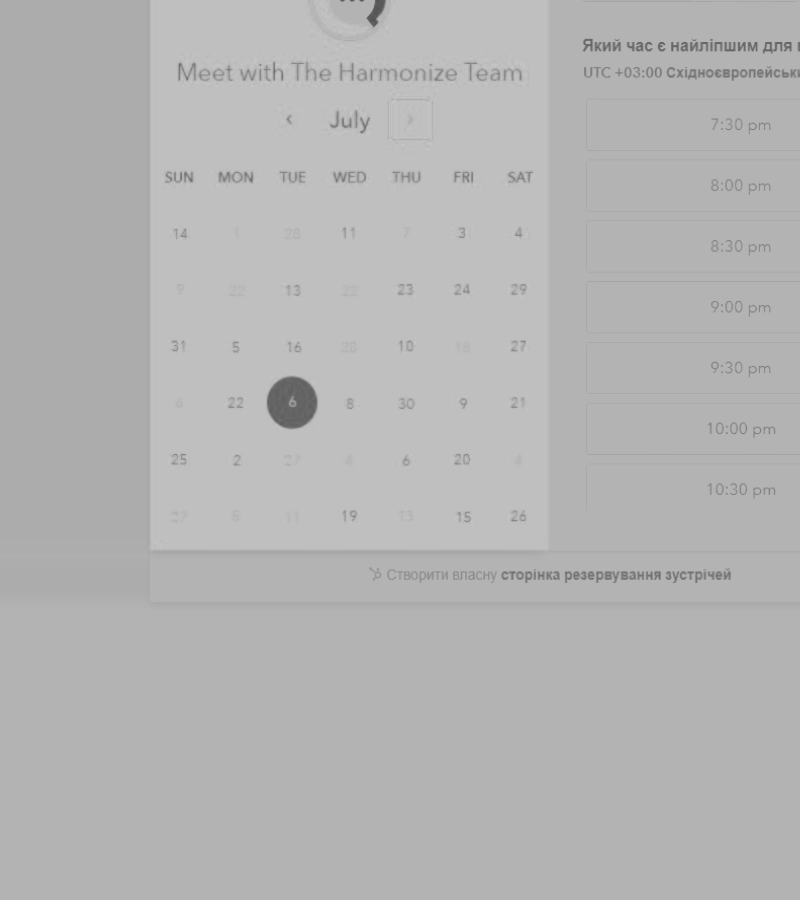 Meet with The Harmonize Team
‹ July ›
SUN MON TUE WED THU FRI SAT
14 1 28 11 7 3 4
9 22 13 22 23 24 29
31 5 16 28 10 18 27
6 22 6 8 30 9 21
25 2 27 4 6 20 4
27 8 11 19 13 15 26
Який час є найліпшим для
UTC +03:00 Східноєвропейськи
7:30 pm
8:00 pm
8:30 pm
9:00 pm
9:30 pm
10:00 pm
10:30 pm
Створити власну сторінка резервування зустрічей